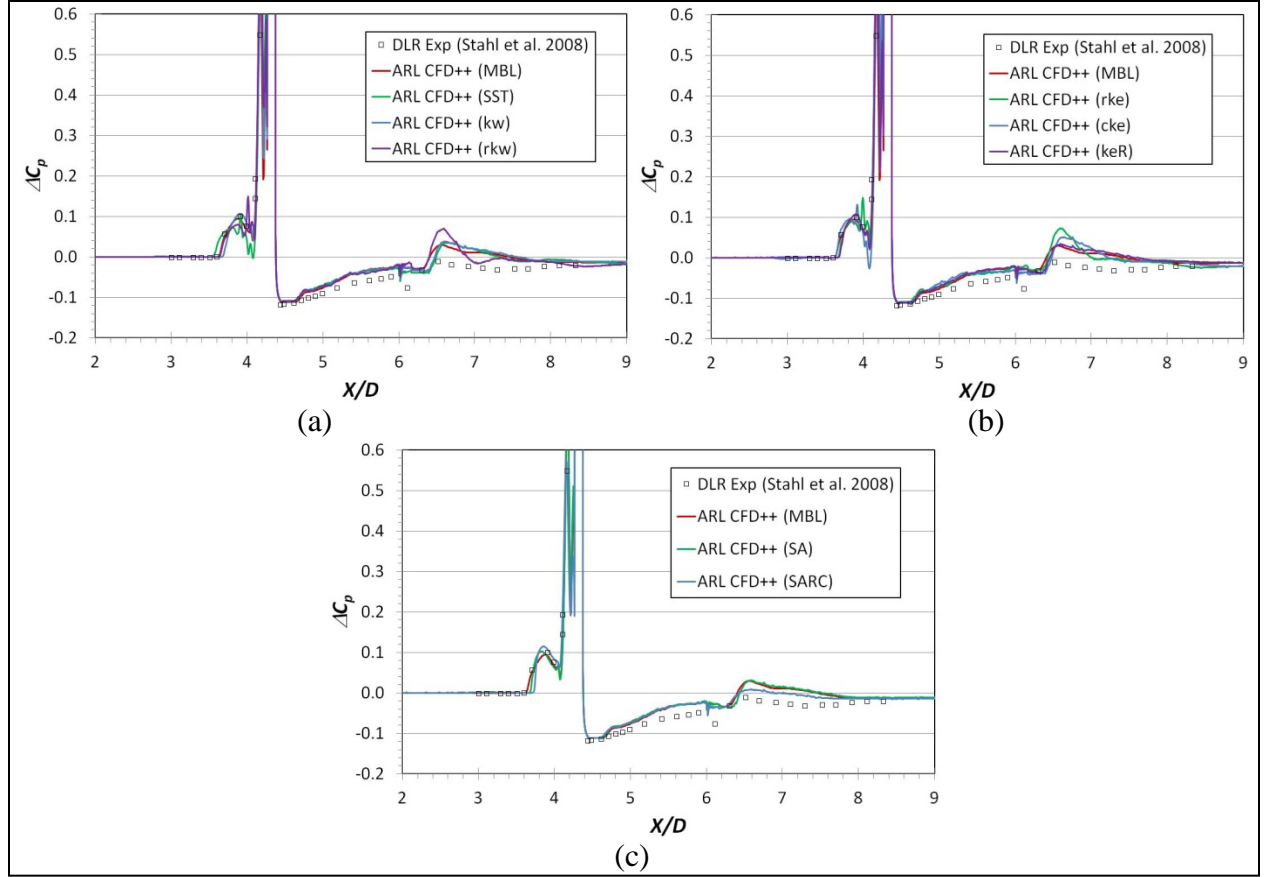 0.6
0.5
0.4
0.3
0.2
0.1
0.0
-0.1
-0.2
ΔCp
DLR Exp (Stahl et al. 2008)
ARL CFD++ (MBL)
ARL CFD++ (SST)
ARL CFD++ (kw)
ARL CFD++ (rkw)
2 3 4 5 6 7 8 9
X/D
(a)
0.6
0.5
0.4
0.3
0.2
0.1
0.0
-0.1
-0.2
ΔCp
DLR Exp (Stahl et al. 2008)
ARL CFD++ (MBL)
ARL CFD++ (rke)
ARL CFD++ (cke)
ARL CFD++ (keR)
2 3 4 5 6 7 8 9
X/D
(b)
0.6
0.5
0.4
0.3
0.2
0.1
0.0
-0.1
-0.2
ΔCp
DLR Exp (Stahl et al. 2008)
ARL CFD++ (MBL)
ARL CFD++ (SA)
ARL CFD++ (SARC)
2 3 4 5 6 7 8 9
X/D
(c)